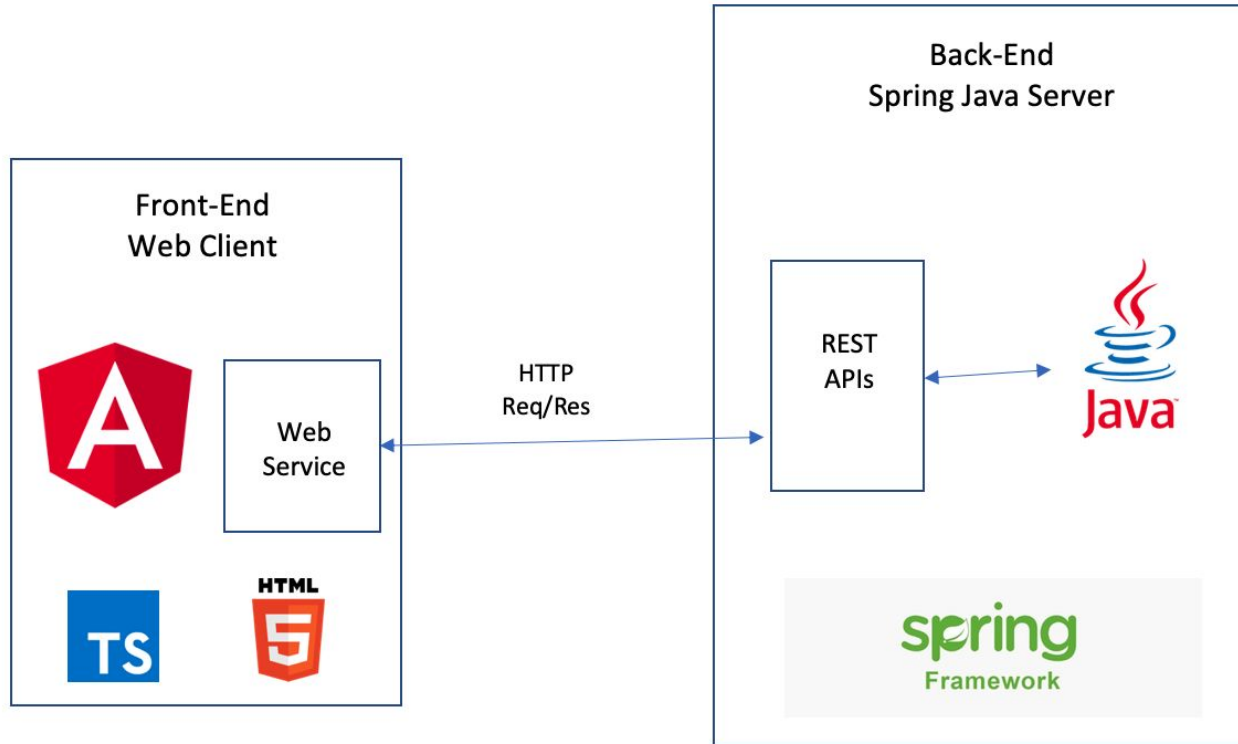 Front-End
Web Client
A
Web
Service
TS
HTML
5
HTTP
Req/Res
Back-End
Spring Java Server
REST
APIs
Java™
spring
Framework